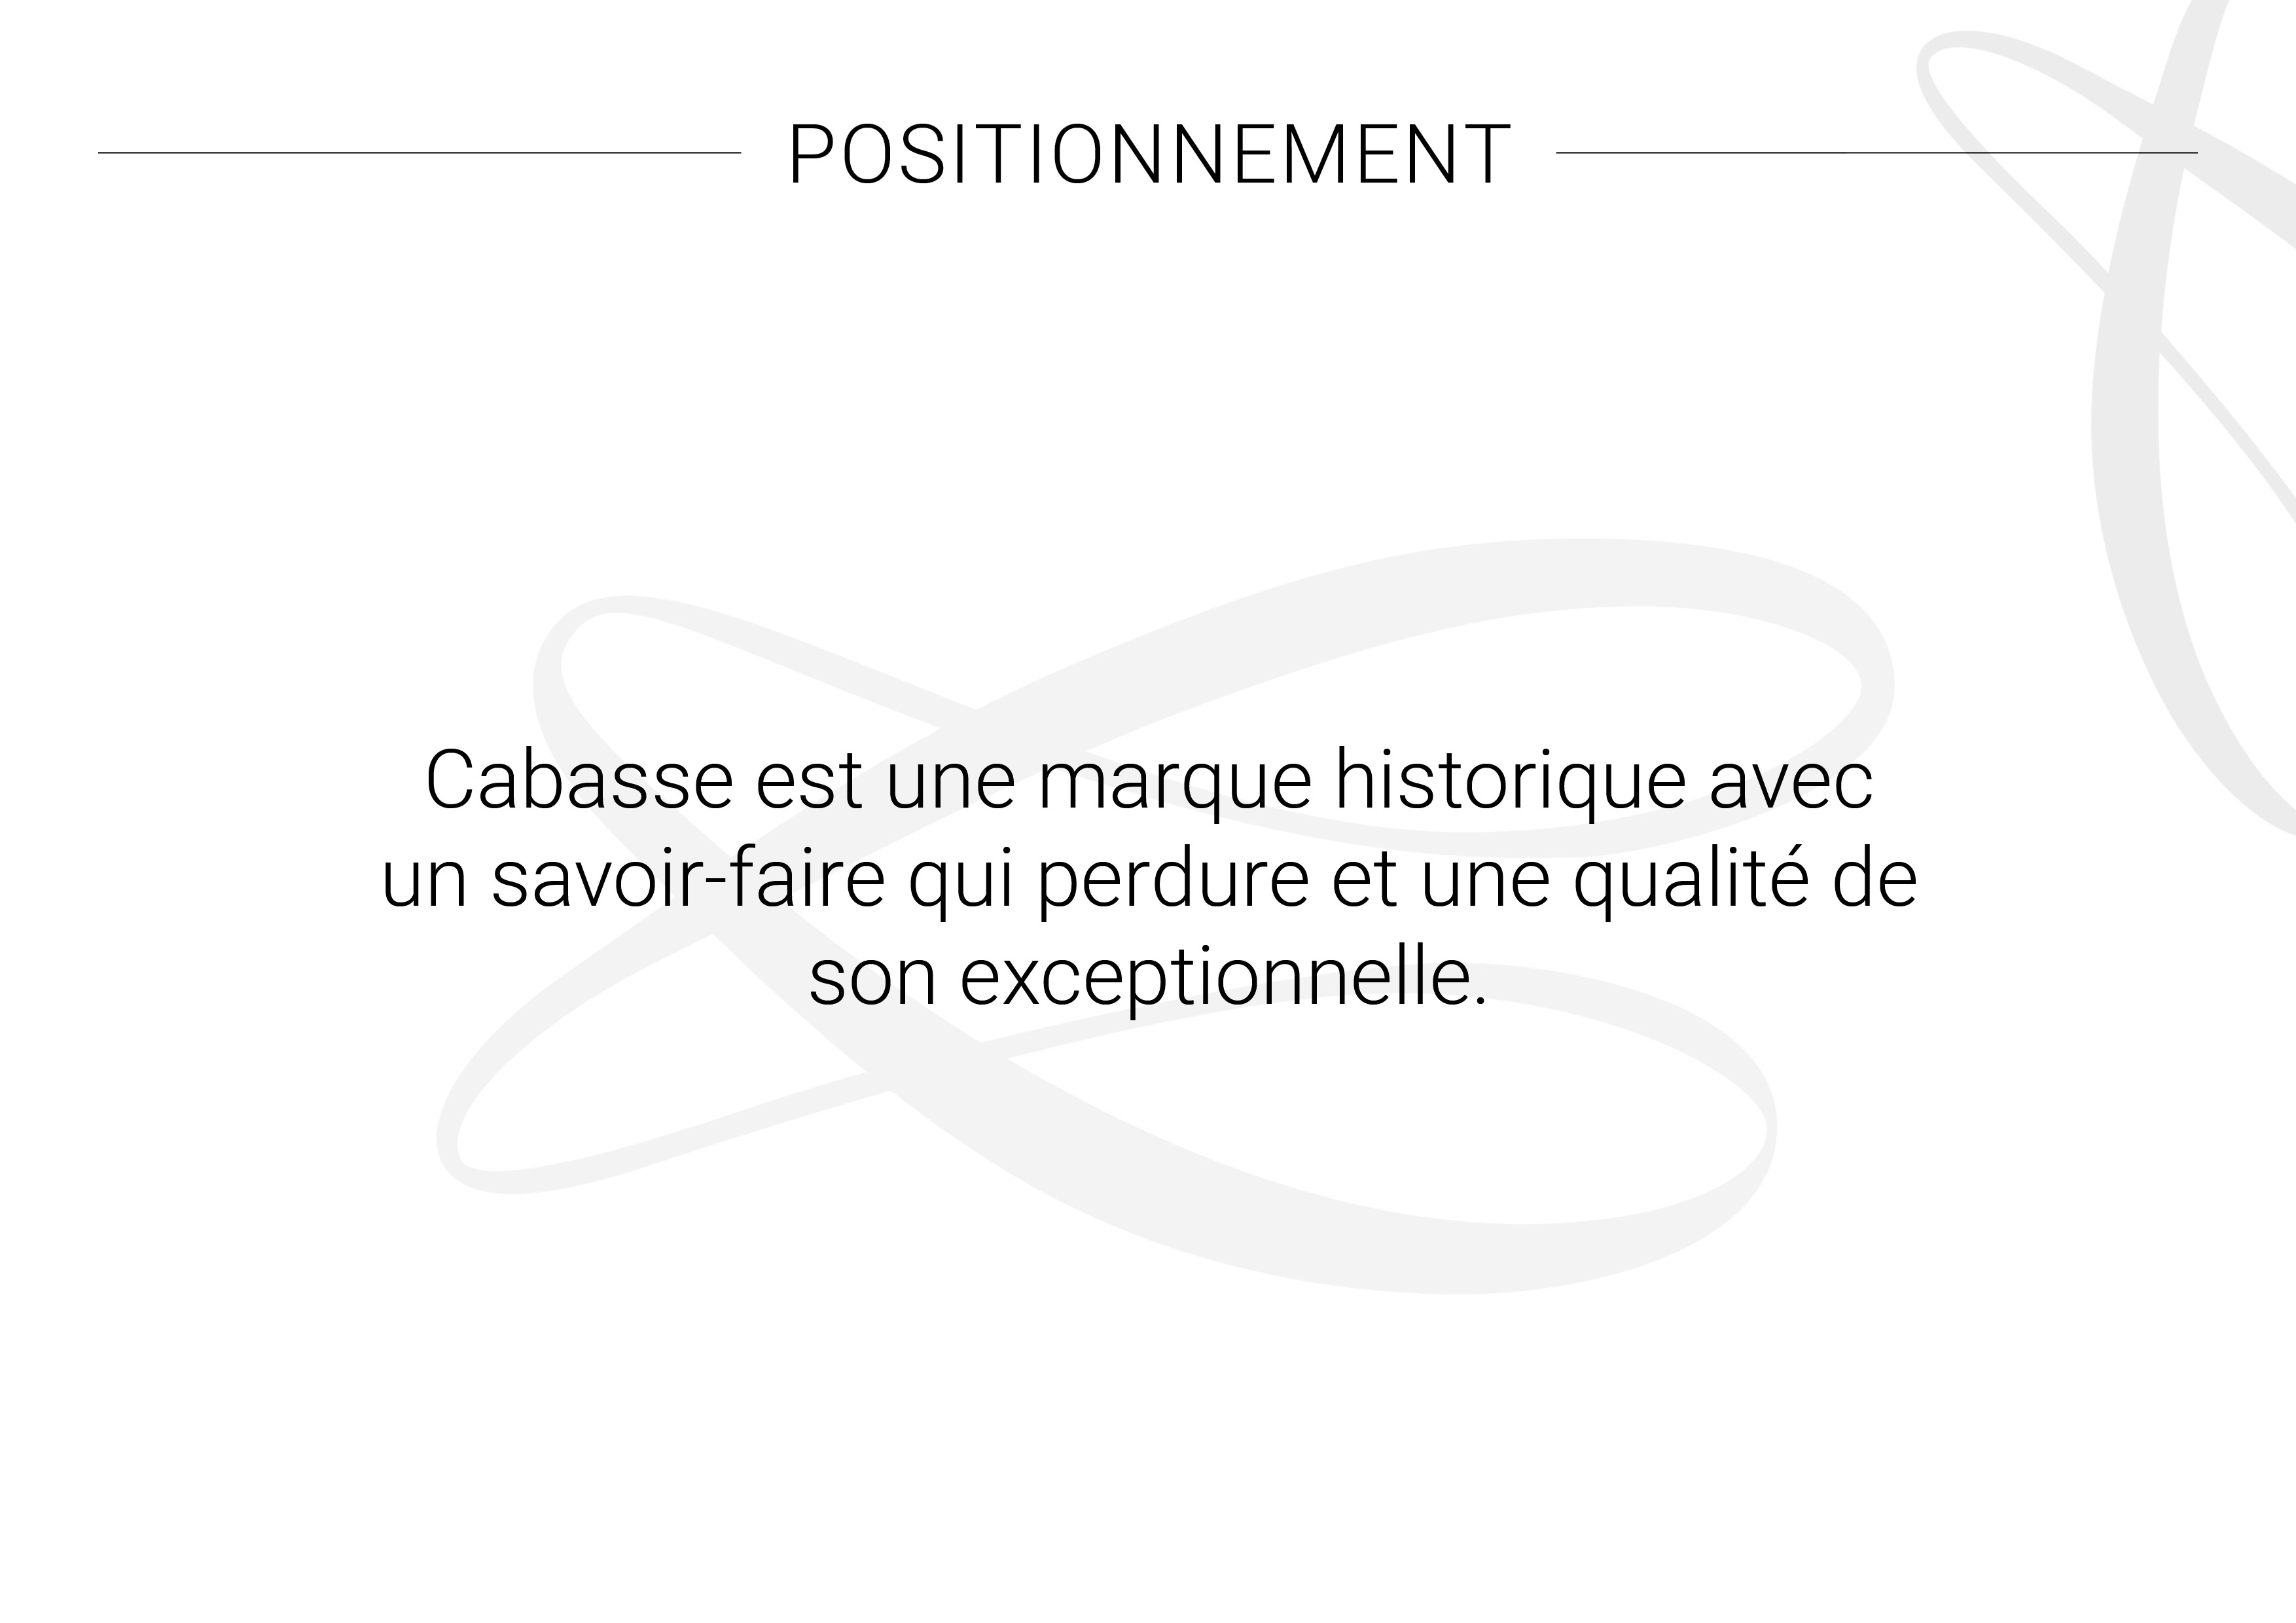 POSITIONNEMENT
Cabasse est une marque historique avec
un savoir-faire qui perdure et une qualité de
son exceptionnelle.